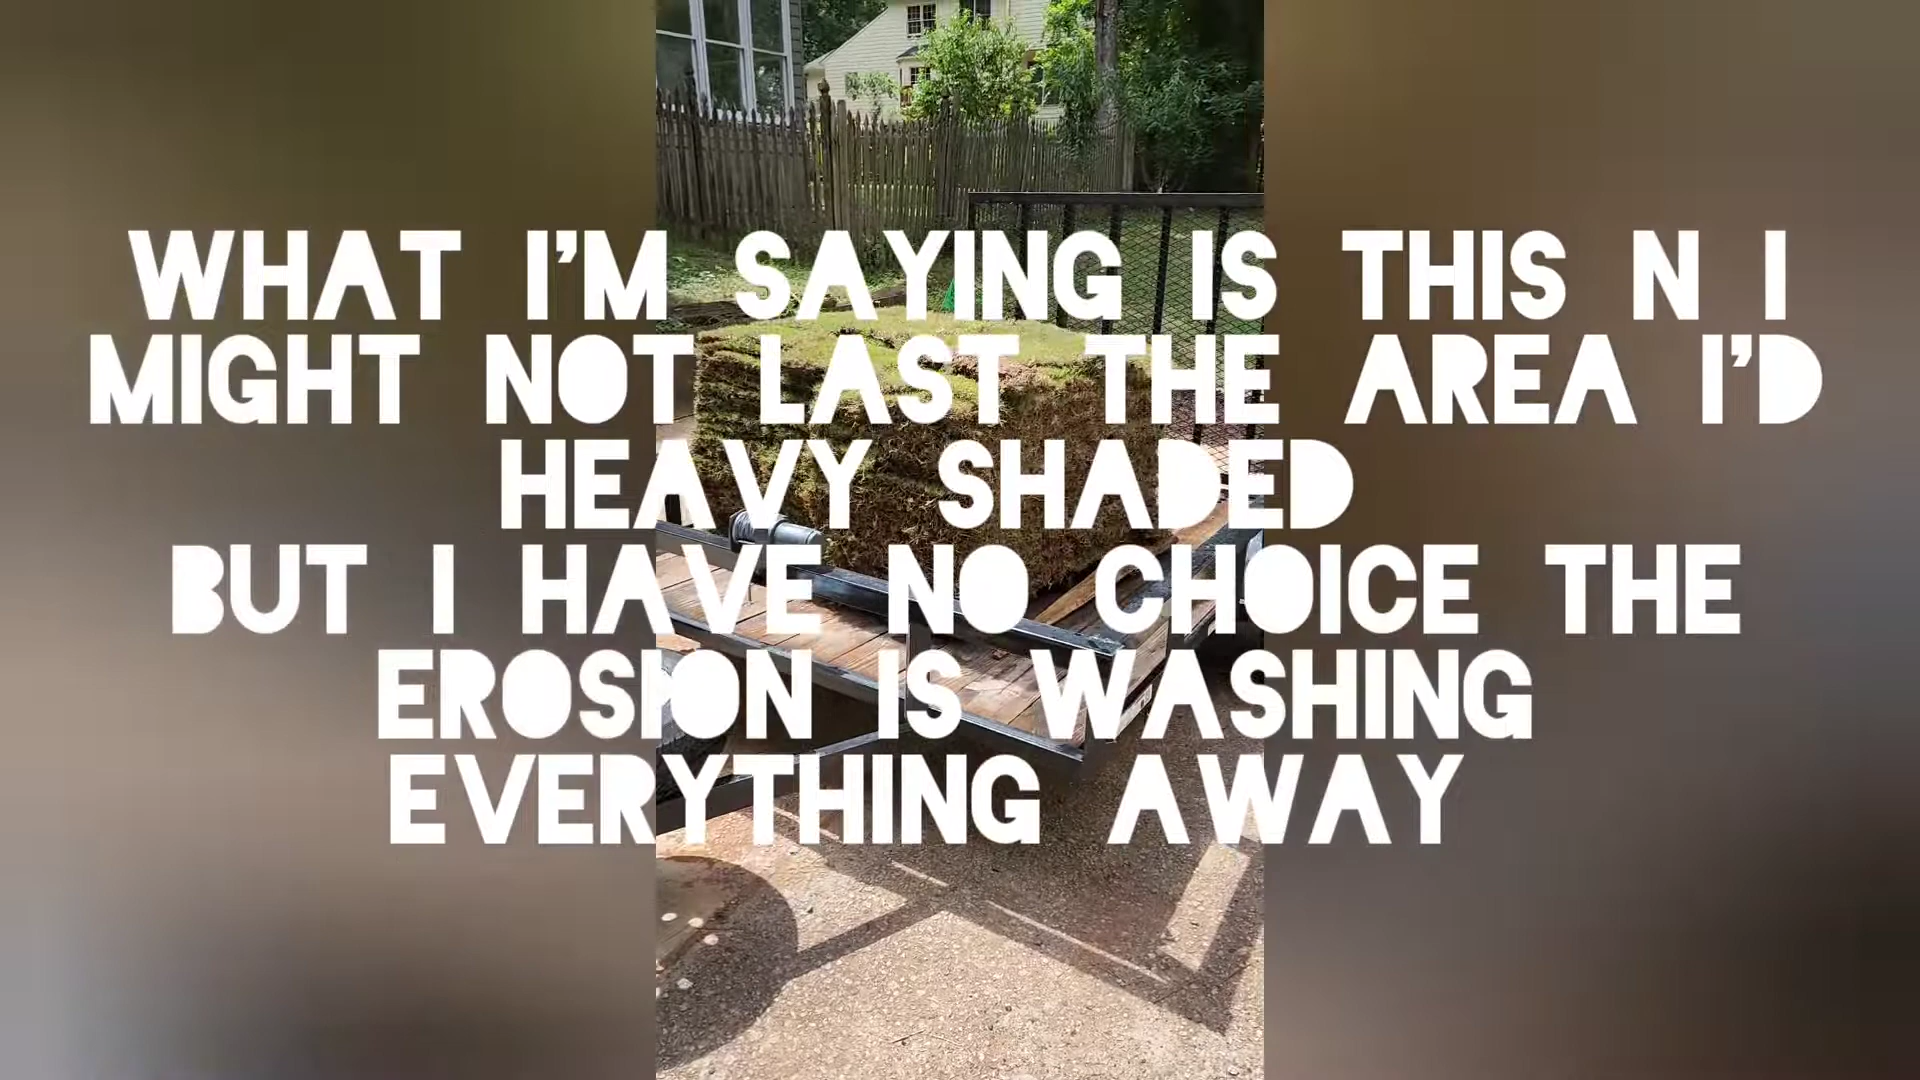 WHAT I'M SAYING IS THIS N I
MIGHT NOT LAST THE AREA I'D
HEAVY SHADED
BUT I HAVE NO CHOICE THE
EROSION IS WASHING
EVERYTHING AWAY